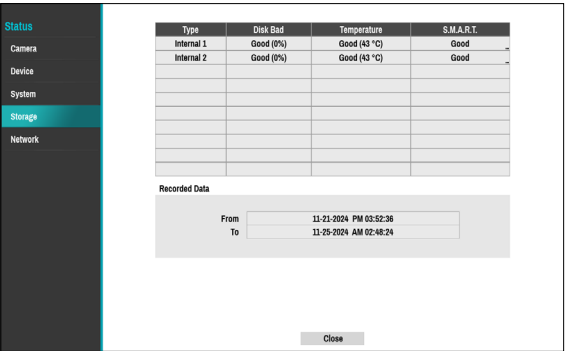 Status
Camera
Device
System
Storage
Network
Type Disk Bad Temperature S.M.A.R.T.
Internal 1 Good (0%) Good (43 °C) Good
Internal 2 Good (0%) Good (43 °C) Good
Recorded Data
From 11-21-2024 PM 03:52:36
To 11-25-2024 AM 02:48:24
Close